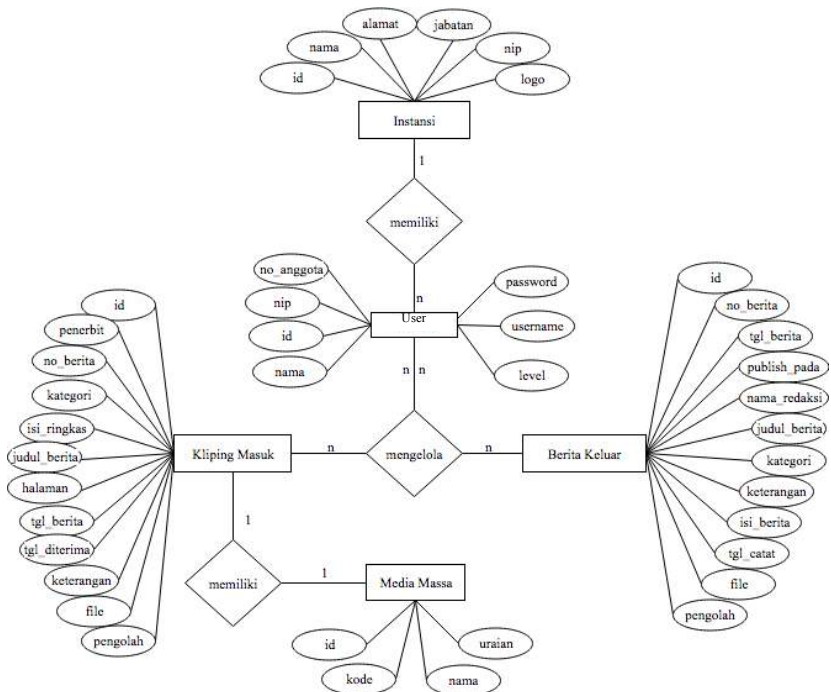 alamat
jabatan
nama
nip
id
logo
Instansi
1
memiliki
n
no_anggota
password
nip
User
username
id
nama
level
n n
id
penerbit
no_berita
kategori
isi_ringkas
judul_berita
halaman
tgl_berita
tgl_diterima
keterangan
file
pengolah
Kliping Masuk
n
mengelola
n
Berita Keluar
id
no_berita
tgl_berita
publish_pada
nama_redaksi
judul_berita
kategori
keterangan
isi_berita
tgl_catat
file
pengolah
1
memiliki
1
Media Massa
id
uraian
kode
nama